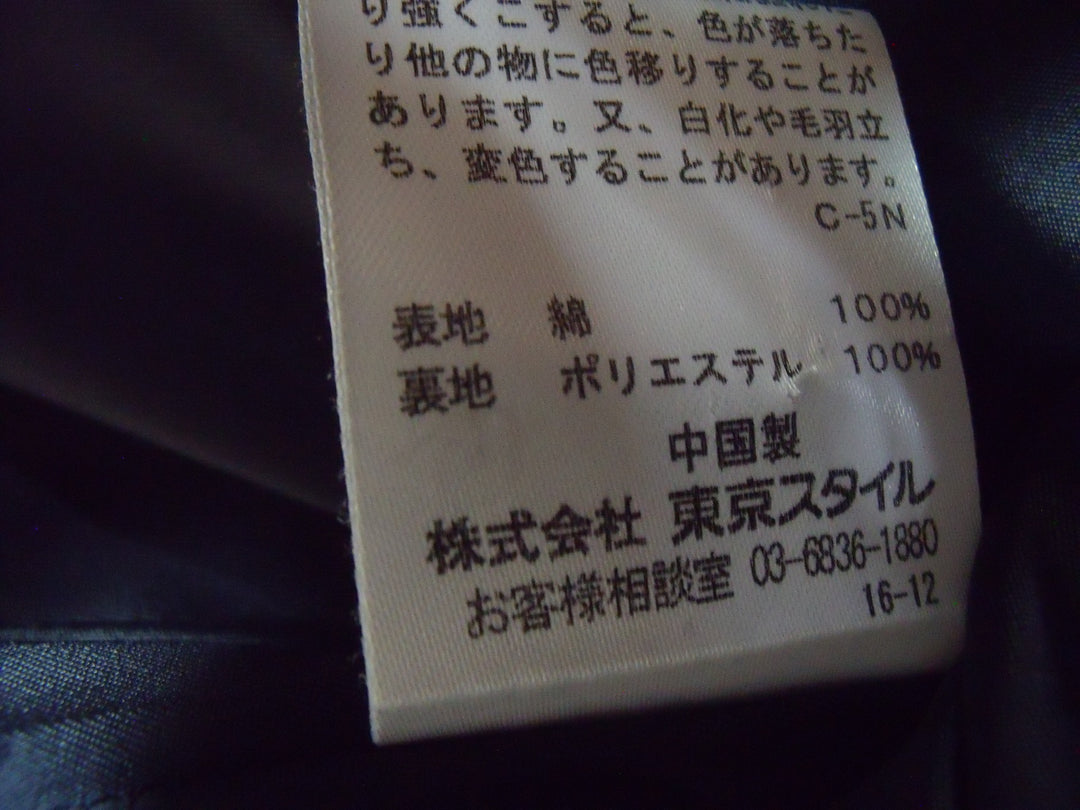 り強くこすると、色が落ちた
り他の物に色移りすることが
あります。又、白化や毛羽立
ち、変色することがあります。
C-5N
表地 綿 100%
裏地 ポリエステル 100%
中国製
株式会社 東京スタイル
お客様相談室 03-6836-1880
16-12